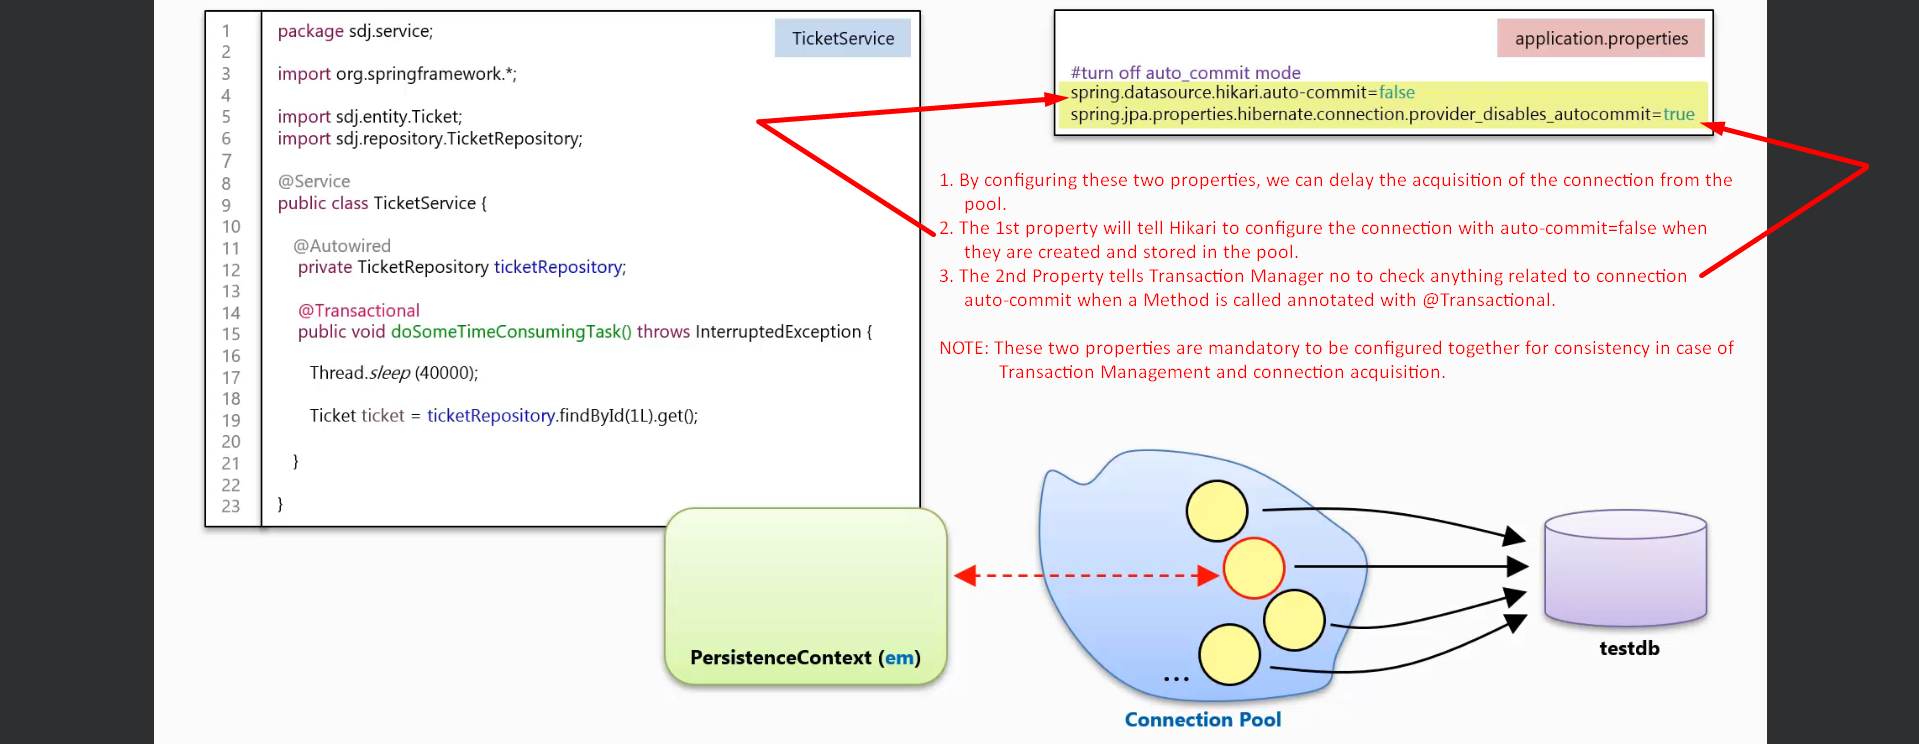 1 package sdj.service;
2
3 import org.springframework.*;
4
5 import sdj.entity.Ticket;
6 import sdj.repository.TicketRepository;
7
8 @Service
9 public class TicketService {
10
11 @Autowired
12 private TicketRepository ticketRepository;
13
14 @Transactional
15 public void doSomeTimeConsumingTask() throws InterruptedException {
16
17 Thread.sleep (40000);
18
19 Ticket ticket = ticketRepository.findById(1L).get();
20
21 }
22
23 }
TicketService
application.properties
#turn off auto_commit mode
spring.datasource.hikari.auto-commit=false
spring.jpa.properties.hibernate.connection.provider_disables_autocommit=true
1. By configuring these two properties, we can delay the acquisition of the connection from the
pool.
2. The 1st property will tell Hikari to configure the connection with auto-commit=false when
they are created and stored in the pool.
3. The 2nd Property tells Transaction Manager no to check anything related to connection
auto-commit when a Method is called annotated with @Transactional.
NOTE: These two properties are mandatory to be configured together for consistency in case of
Transaction Management and connection acquisition.
PersistenceContext (em)
...
Connection Pool
testdb